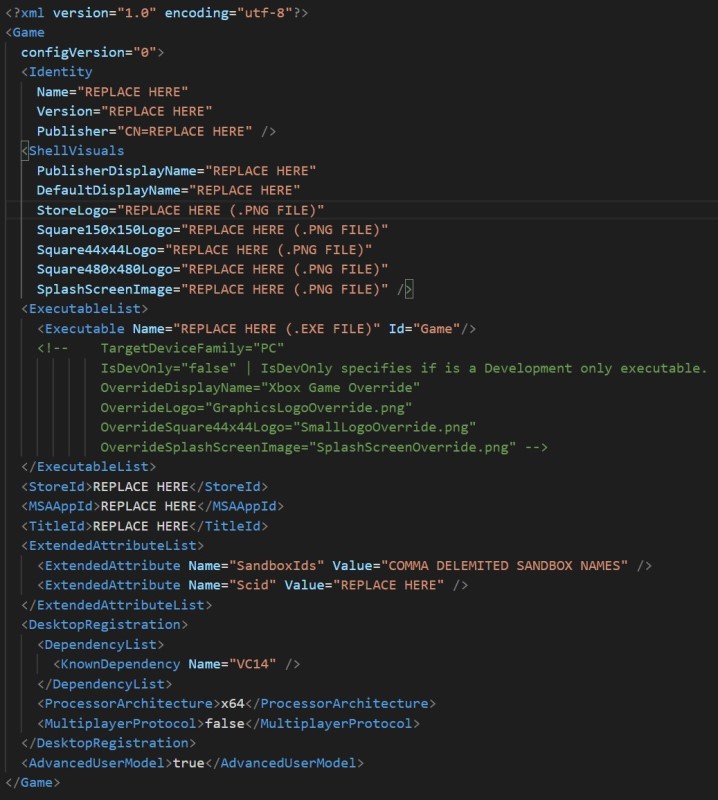 <?xml version="1.0" encoding="utf-8"?>
<Game
configVersion="0">
<Identity
Name="REPLACE HERE"
Version="REPLACE HERE"
Publisher="CN=REPLACE HERE" />
<ShellVisuals
PublisherDisplayName="REPLACE HERE"
DefaultDisplayName="REPLACE HERE"
StoreLogo="REPLACE HERE (.PNG FILE)"
Square150x150Logo="REPLACE HERE (.PNG FILE)"
Square44x44Logo="REPLACE HERE (.PNG FILE)"
Square480x480Logo="REPLACE HERE (.PNG FILE)"
SplashScreenImage="REPLACE HERE (.PNG FILE)" />
<ExecutableList>
<Executable Name="REPLACE HERE (.EXE FILE)" Id="Game"/>
<!-- TargetDeviceFamily="PC"
IsDevOnly="false" | IsDevOnly specifies if is a Development only executable.
OverrideDisplayName="Xbox Game Override"
OverrideLogo="GraphicsLogoOverride.png"
OverrideSquare44x44Logo="SmallLogoOverride.png"
OverrideSplashScreenImage="SplashScreenOverride.png" -->
</ExecutableList>
<StoreId>REPLACE HERE</StoreId>
<MSAAppId>REPLACE HERE</MSAAppId>
<TitleId>REPLACE HERE</TitleId>
<ExtendedAttributeList>
<ExtendedAttribute Name="SandboxIds" Value="COMMA DELEMITED SANDBOX NAMES" />
<ExtendedAttribute Name="Scid" Value="REPLACE HERE" />
</ExtendedAttributeList>
<DesktopRegistration>
<DependencyList>
<KnownDependency Name="VC14" />
</DependencyList>
<ProcessorArchitecture>x64</ProcessorArchitecture>
<MultiplayerProtocol>false</MultiplayerProtocol>
</DesktopRegistration>
<AdvancedUserModel>true</AdvancedUserModel>
</Game>